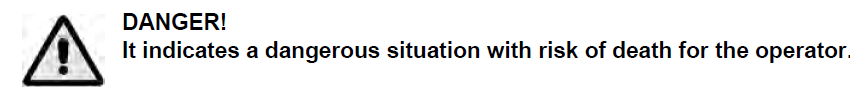 DANGER!
It indicates a dangerous situation with risk of death for the operator.